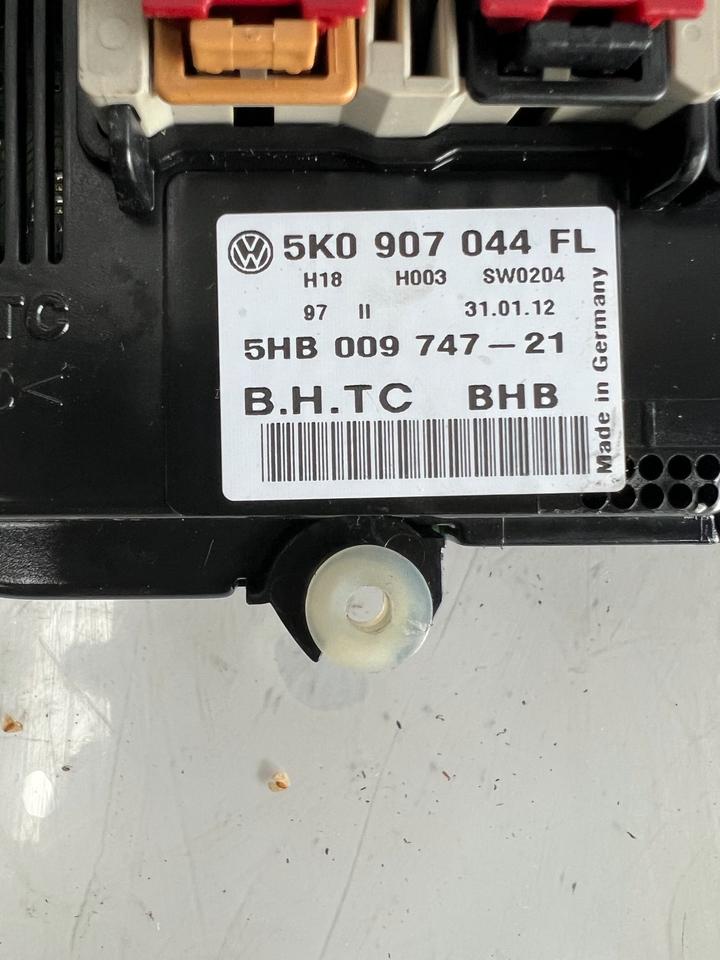 5K0 907 044 FL
H18 H003 SW0204
97 II 31.01.12
5HB 009 747-21
B.H.TC BHB
Made in Germany
TC